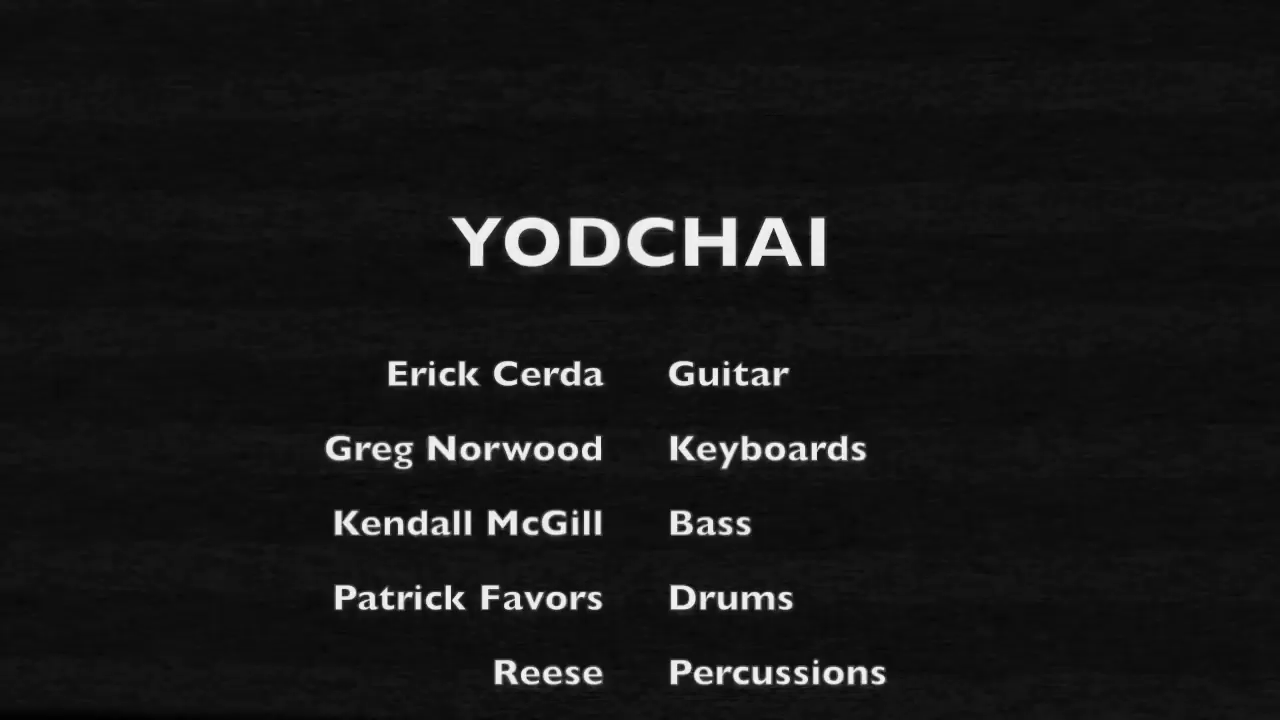 YODCHAI
Erick Cerda Guitar
Greg Norwood Keyboards
Kendall McGill Bass
Patrick Favors Drums
Reese Percussions